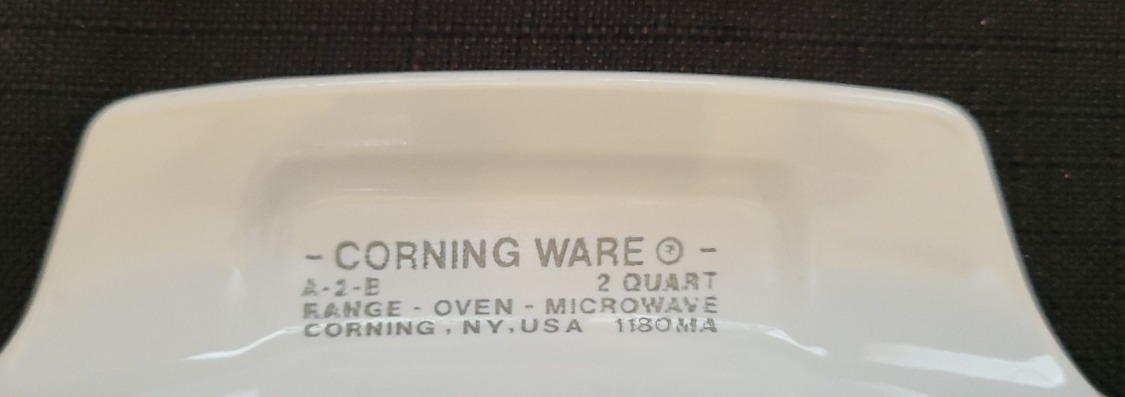 - CORNING WARE ® -
A-2-B 2 QUART
RANGE - OVEN - MICROWAVE
CORNING, NY, USA 1180MA